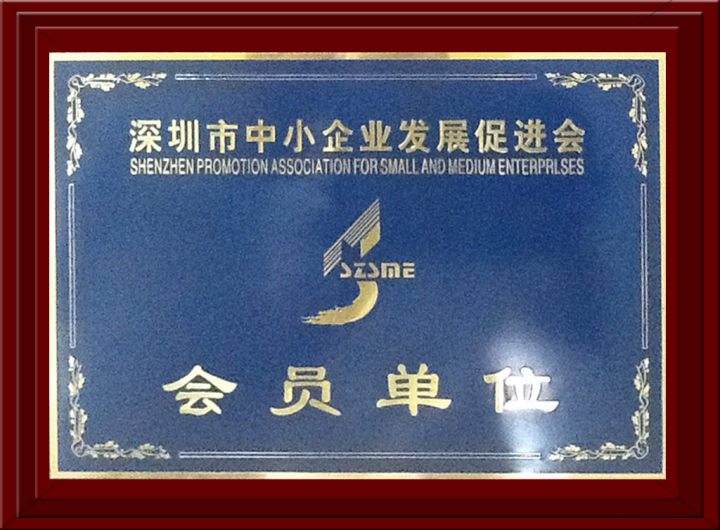 深圳市中小企业发展促进会
SHENZHEN PROMOTION ASSOCIATION FOR SMALL AND MEDIUM ENTERPRLSES
SZSME
会员单位